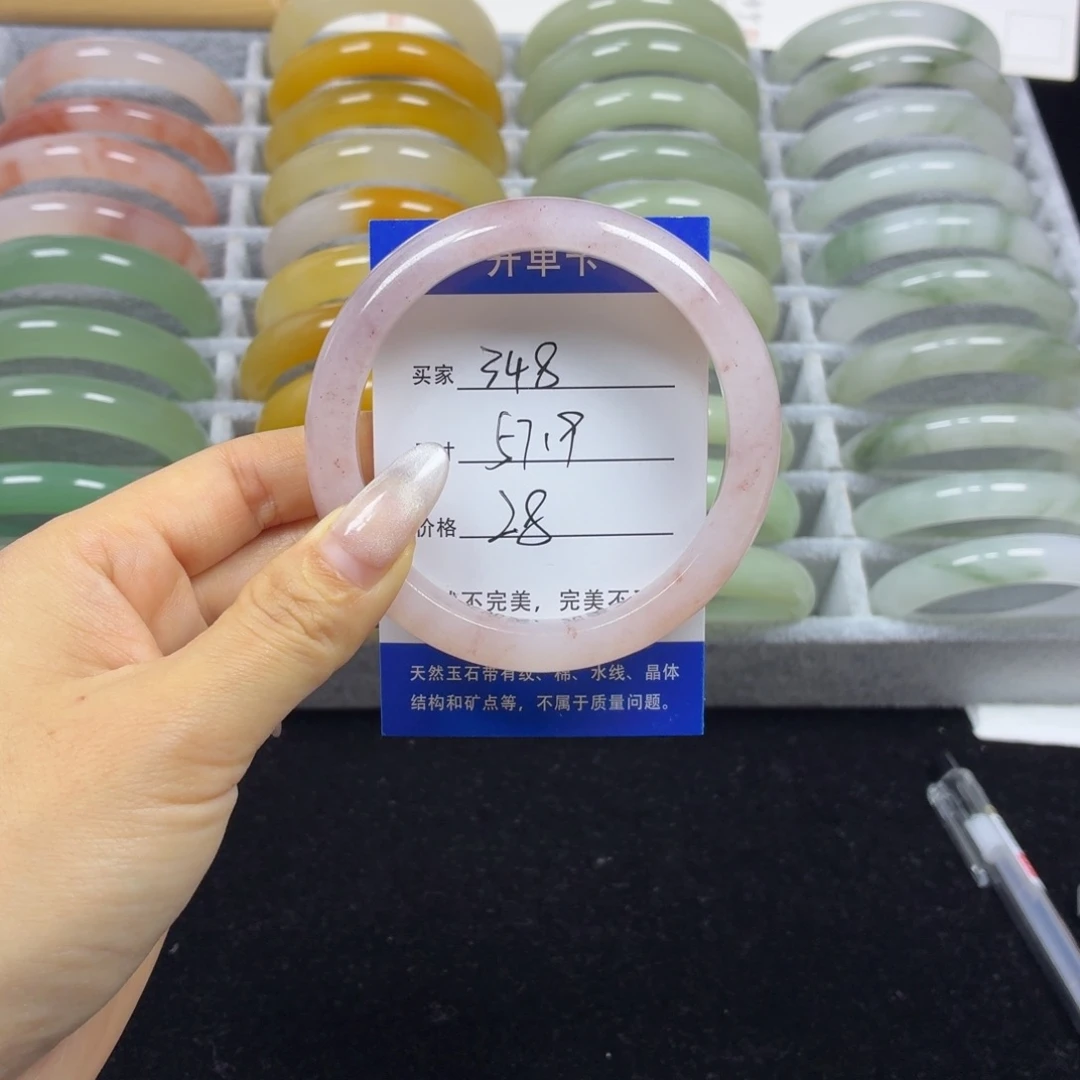 开单卡
买家 348
寸 57.9
价格 28
不完美，完美不
天然玉石带有纹、棉、水线、晶体
结构和矿点等，不属于质量问题。